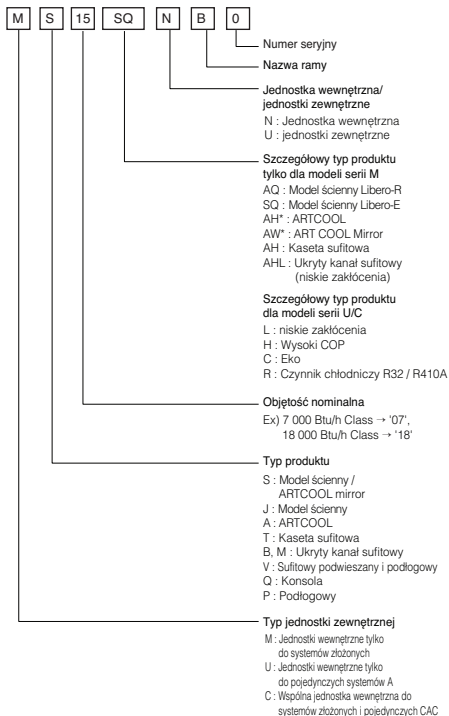 M S 15 SQ N B 0
Numer seryjny
Nazwa ramy
Jednostka wewnętrzna/
jednostki zewnętrzne
N : Jednostka wewnętrzna
U : jednostki zewnętrzne
Szczegółowy typ produktu
tylko dla modeli serii M
AQ : Model ścienny Libero-R
SQ : Model ścienny Libero-E
AH* : ARTCOOL
AW* : ART COOL Mirror
AH : Kaseta sufitowa
AHL : Ukryty kanał sufitowy
(niskie zakłócenia)
Szczegółowy typ produktu
dla modeli serii U/C
L : niskie zakłócenia
H : Wysoki COP
C : Eko
R : Czynnik chłodniczy R32 / R410A
Objętość nominalna
Ex) 7 000 Btu/h Class → '07',
18 000 Btu/h Class → '18'
Typ produktu
S : Model ścienny /
ARTCOOL mirror
J : Model ścienny
A : ARTCOOL
T : Kaseta sufitowa
B, M : Ukryty kanał sufitowy
V : Sufitowy podwieszany i podłogowy
Q : Konsola
P : Podłogowy
Typ jednostki zewnętrznej
M : Jednostki wewnętrzne tylko
do systemów złożonych
U : Jednostki wewnętrzne tylko
do pojedynczych systemów A
C : Wspólna jednostka wewnętrzna do
systemów złożonych i pojedynczych CAC